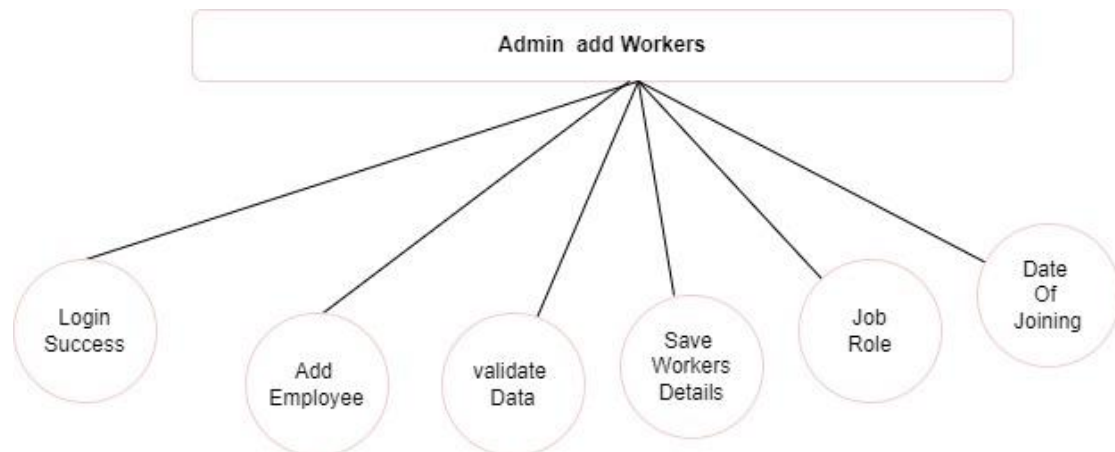 Admin add Workers
Login
Success
Add
Employee
validate
Data
Save
Workers
Details
Job
Role
Date
Of
Joining